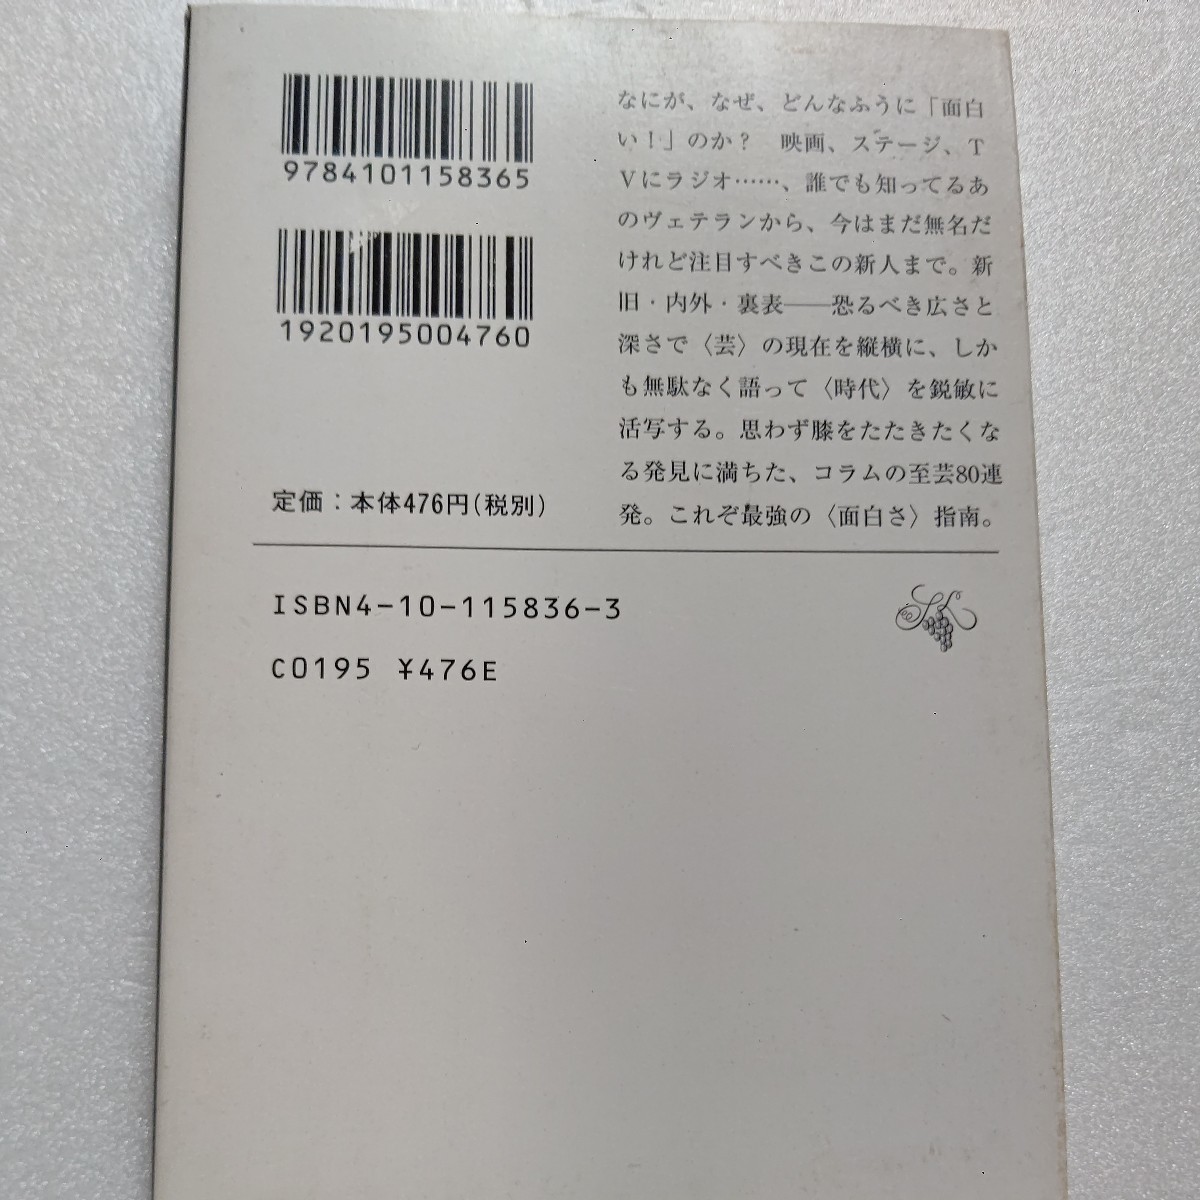 9784101158365
1920195004760
なにが、なぜ、どんなふうに「面白
い！」のか？　映画、ステージ、T
Vにラジオ……、誰でも知ってるあ
のヴェテランから、今はまだ無名だ
けれど注目すべきこの新人まで。新
旧・内外・裏表——恐るべき広さと
深さで〈芸〉の現在を縦横に、しか
も無駄なく語って〈時代〉を鋭敏に
活写する。思わず膝をたたきたくな
る発見に満ちた、コラムの至芸80連
発。これぞ最強の〈面白さ〉指南。
定価：本体476円(税別)
ISBN4-10-115836-3
C0195 ¥476E